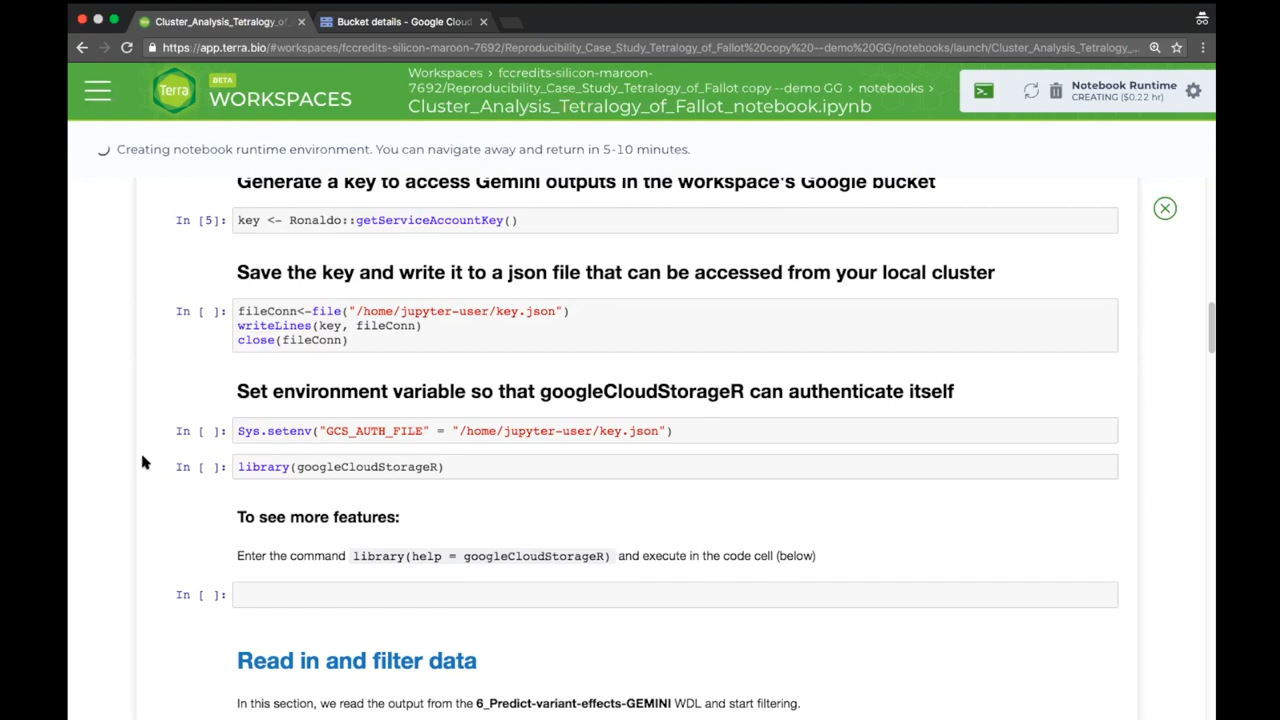 Cluster_Analysis_Tetralogy_of_
Bucket details - Google Cloud
https://app.terra.bio/#workspaces/fccredits-silicon-maroon-7692/Reproducibility_Case_Study_Tetralogy_of_Fallot%20copy%20--demo%20GG/notebooks/launch/Cluster_Analysis_Tetralogy_...
Terra
BETA
WORKSPACES
Workspaces > fccredits-silicon-maroon-
7692/Reproducibility_Case_Study_Tetralogy_of_Fallot copy --demo GG > notebooks >
Cluster_Analysis_Tetralogy_of_Fallot_notebook.ipynb
Notebook Runtime
CREATING ($0.22 hr)
Creating notebook runtime environment. You can navigate away and return in 5-10 minutes.
Generate a key to access Gemini outputs in the workspace's Google bucket
In [5]: key <- Ronaldo::getServiceAccountKey()
Save the key and write it to a json file that can be accessed from your local cluster
In [ ]: fileConn<-file("/home/jupyter-user/key.json")
writeLines(key, fileConn)
close(fileConn)
Set environment variable so that googleCloudStorageR can authenticate itself
In [ ]: Sys.setenv("GCS_AUTH_FILE" = "/home/jupyter-user/key.json")
In [ ]: library(googleCloudStorageR)
To see more features:
Enter the command library(help = googleCloudStorageR) and execute in the code cell (below)
In [ ]:
Read in and filter data
In this section, we read the output from the 6_Predict-variant-effects-GEMINI WDL and start filtering.